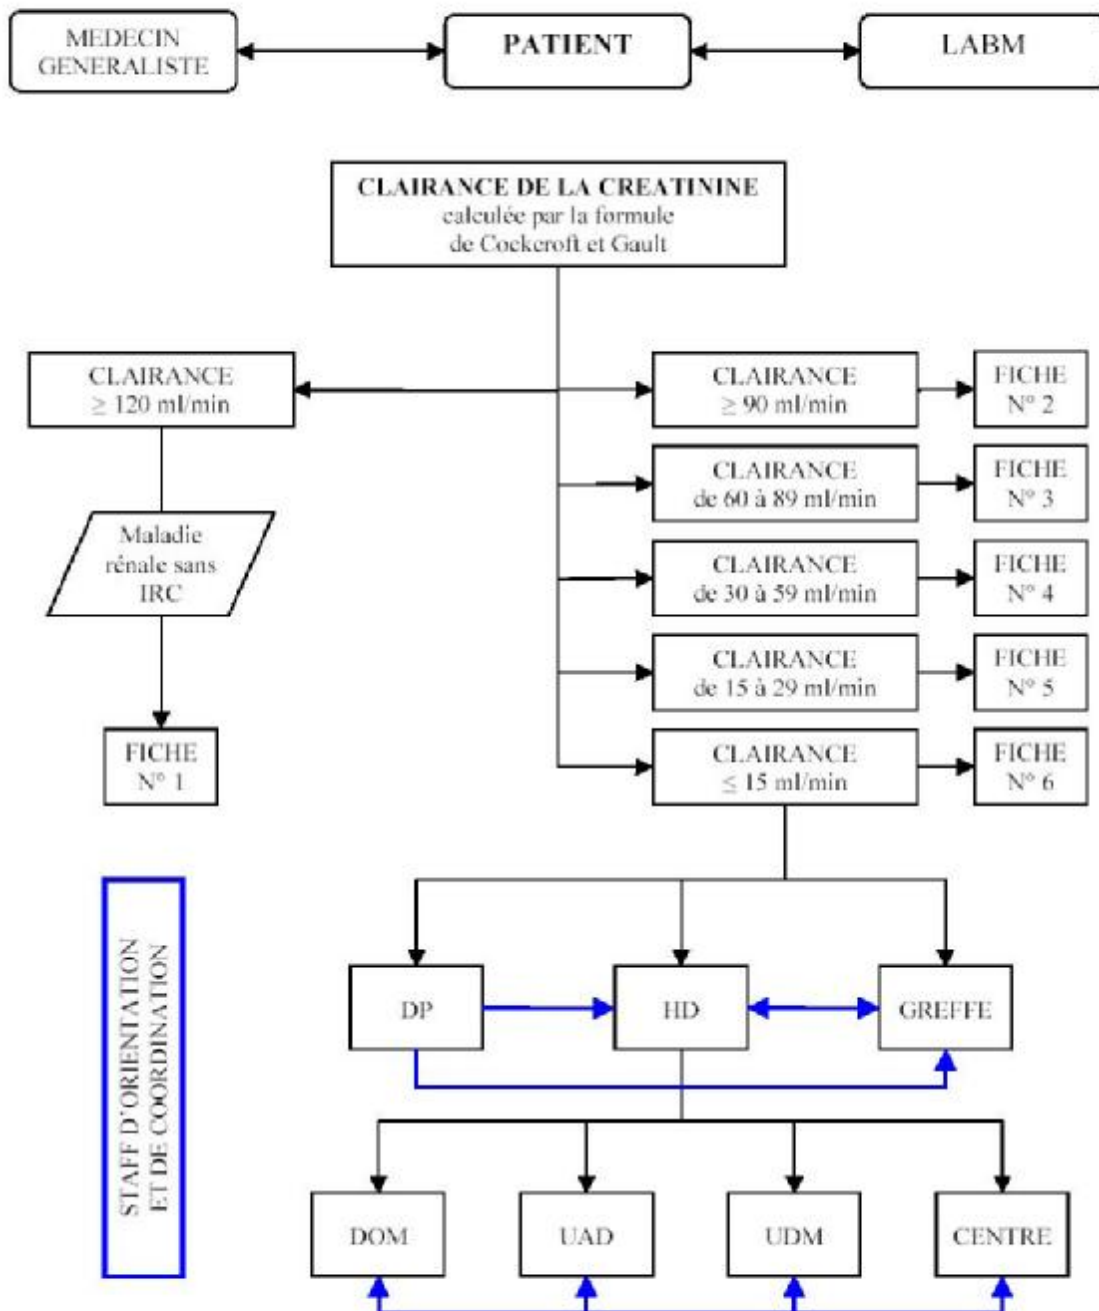 MEDECIN
GENERALISTE
PATIENT
LABM
CLAIRANCE DE LA CREATININE
calculée par la formule
de Cockcroft et Gault
CLAIRANCE
≥ 120 ml/min
CLAIRANCE
≥ 90 ml/min
FICHE
N° 2
CLAIRANCE
de 60 à 89 ml/min
FICHE
N° 3
Maladie
rénale sans
IRC
CLAIRANCE
de 30 à 59 ml/min
FICHE
N° 4
CLAIRANCE
de 15 à 29 ml/min
FICHE
N° 5
FICHE
N° 1
CLAIRANCE
≤ 15 ml/min
FICHE
N° 6
STAFF D'ORIENTATION
ET DE COORDINATION
DP
HD
GREFFE
DOM
UAD
UDM
CENTRE